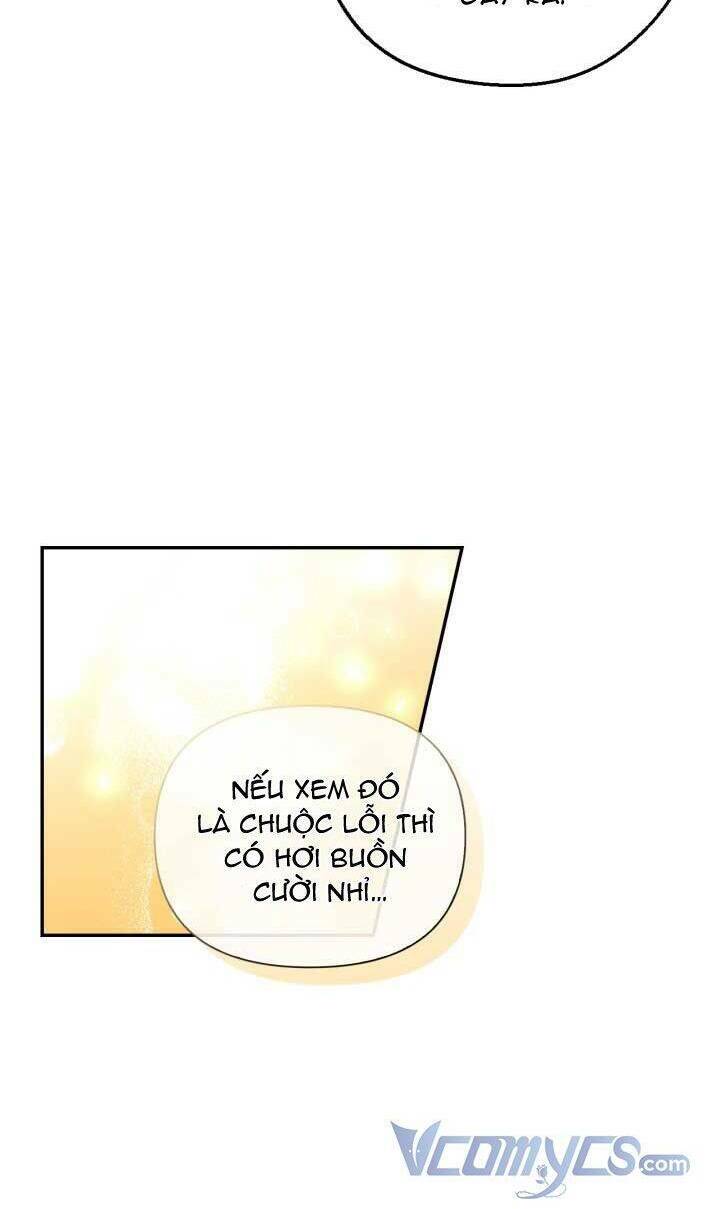 NẾU XEM ĐÓ
LÀ CHUỘC LỖI THÌ
CÓ HƠI BUỒN
CƯỜI NHỈ...
VCOMYCS.com